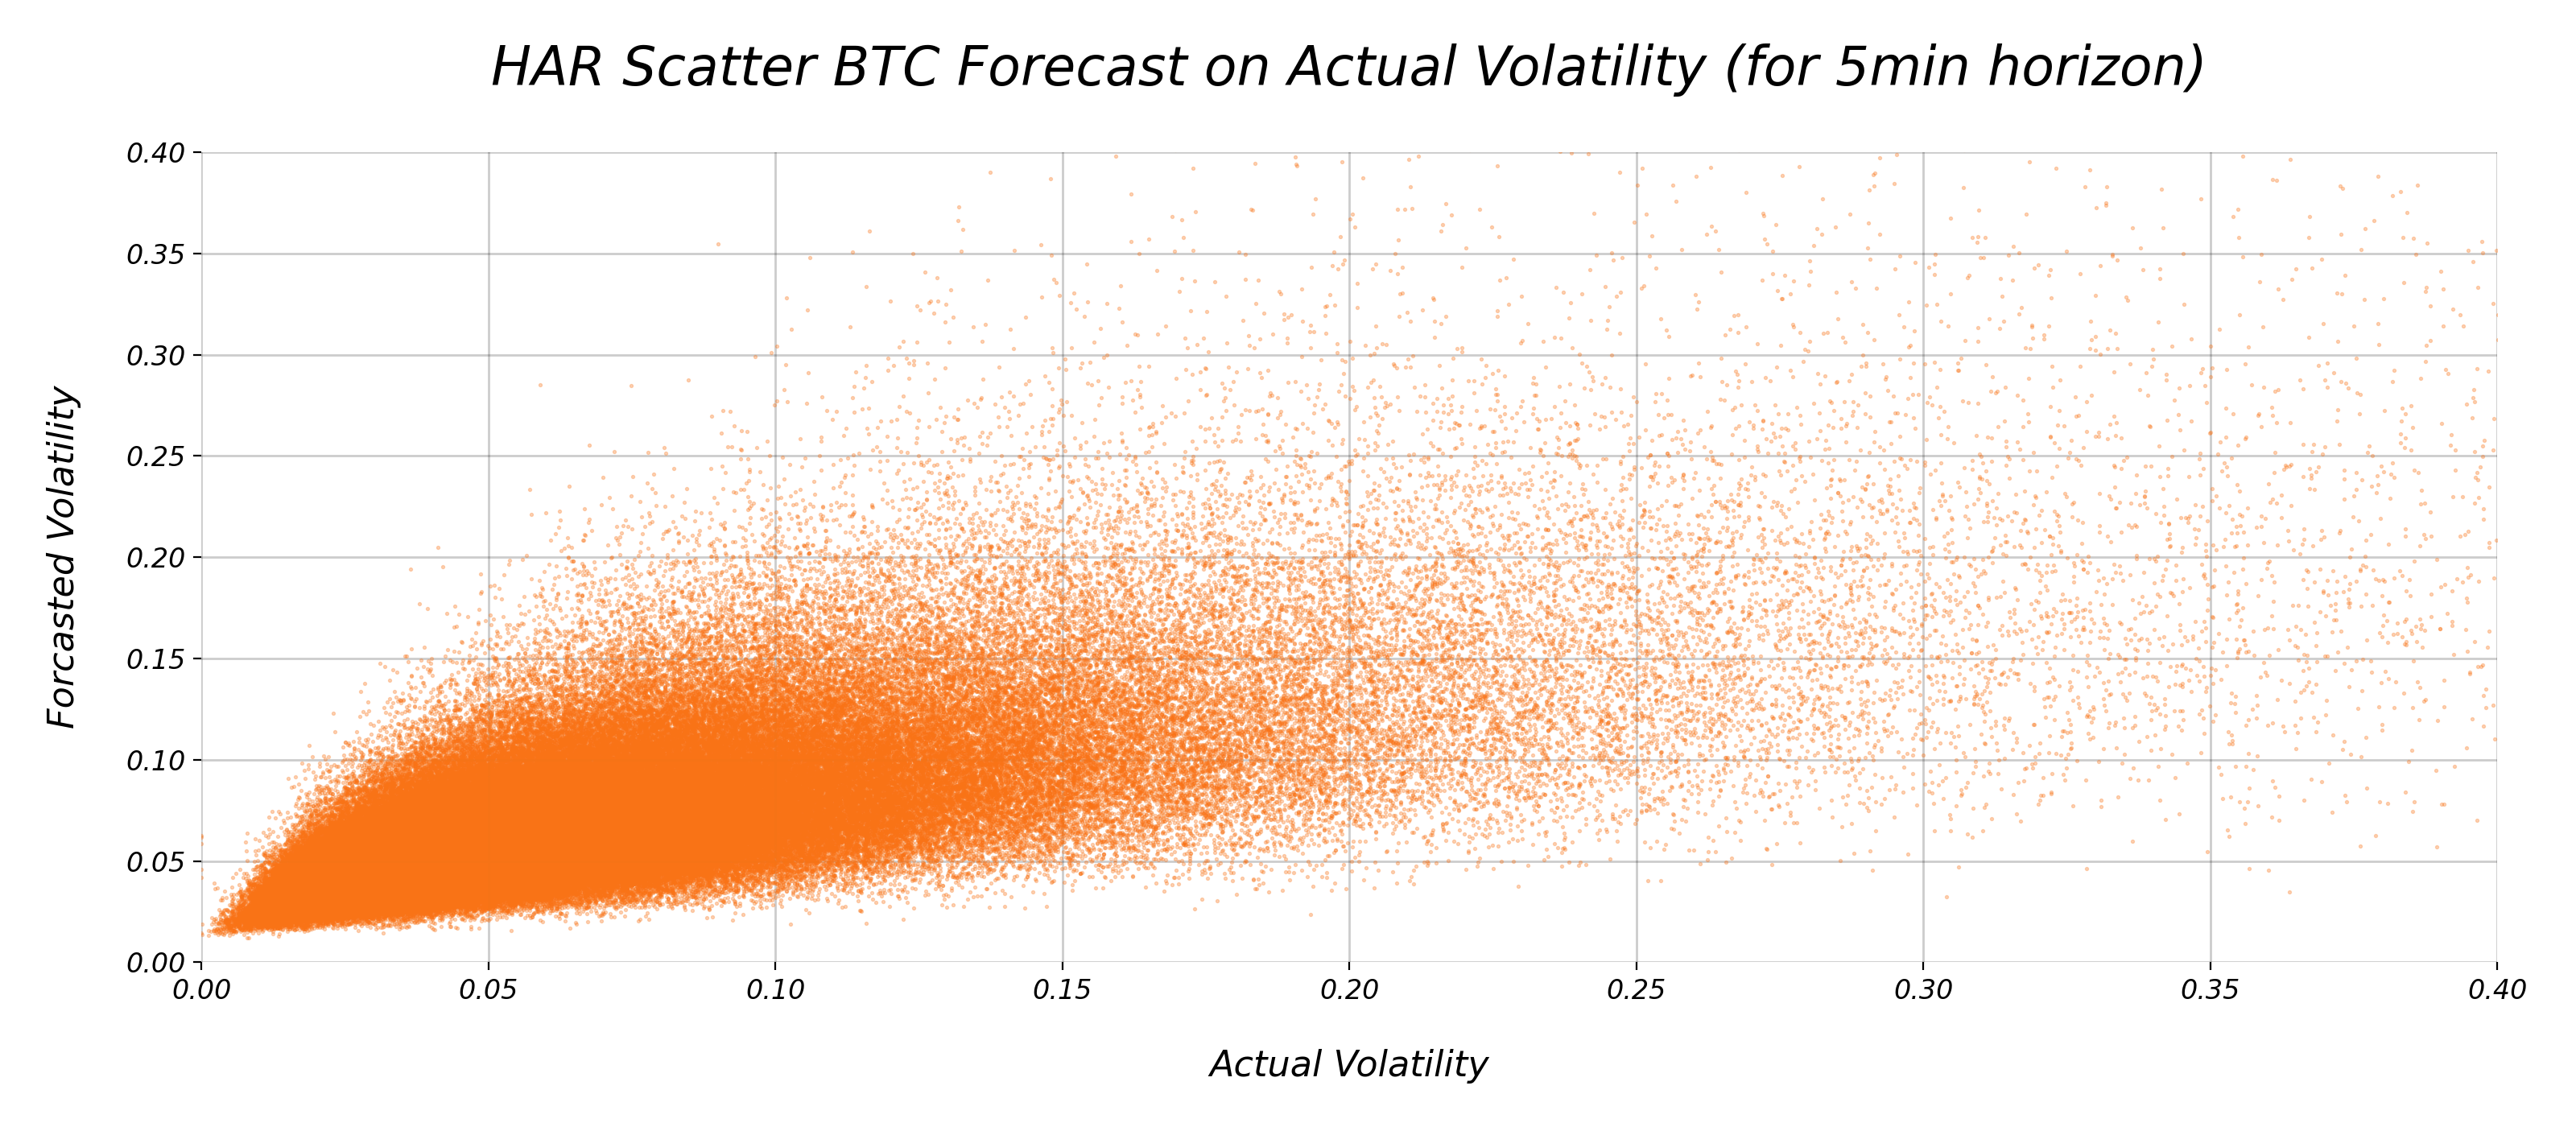 HAR Scatter BTC Forecast on Actual Volatility (for 5min horizon)
0.40
0.35
0.30
0.25
0.20
0.15
0.10
0.05
0.00
Forcasted Volatility
0.00 0.05 0.10 0.15 0.20 0.25 0.30 0.35 0.40
Actual Volatility